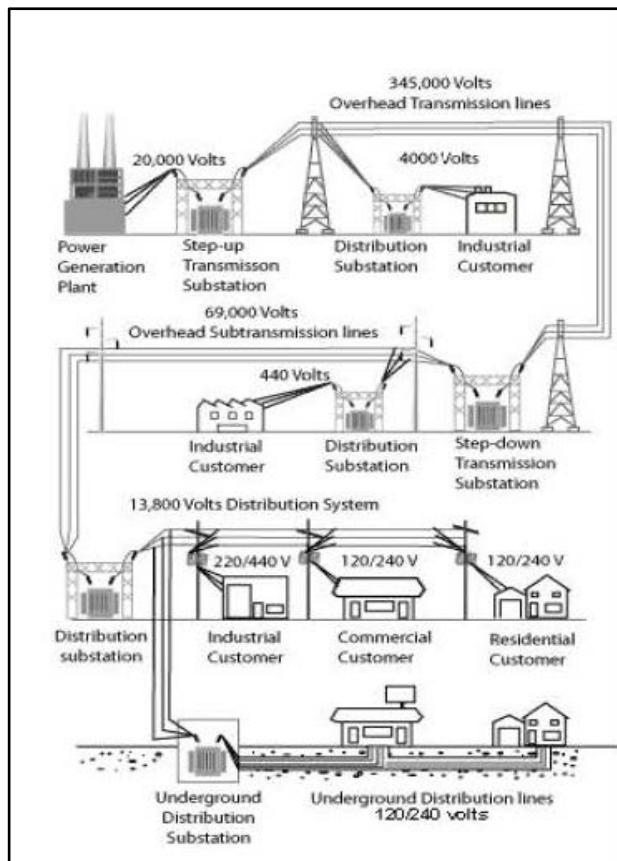 345,000 Volts
Overhead Transmission lines
20,000 Volts
4000 Volts
Power
Generation
Plant
Step-up
Transmisson
Substation
Distribution
Substation
Industrial
Customer
69,000 Volts
Overhead Subtransmission lines
440 Volts
Industrial
Customer
Distribution
Substation
Step-down
Transmission
Substation
13,800 Volts Distribution System
220/440 V
120/240 V
120/240 V
Distribution
substation
Industrial
Customer
Commercial
Customer
Residential
Customer
Underground
Distribution
Substation
Underground Distribution lines
120/240 volts